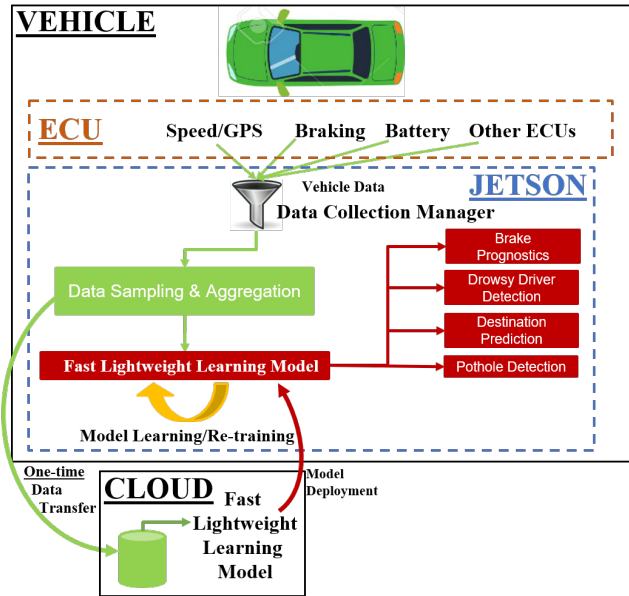 VEHICLE
ECU
Speed/GPS Braking Battery Other ECUs
JETSON
Vehicle Data
Data Collection Manager
Data Sampling & Aggregation
Fast Lightweight Learning Model
Brake
Prognostics
Drowsy Driver
Detection
Destination
Prediction
Pothole Detection
Model Learning/Re-training
One-time
Data
Transfer
CLOUD
Fast
Lightweight
Learning
Model
Model
Deployment